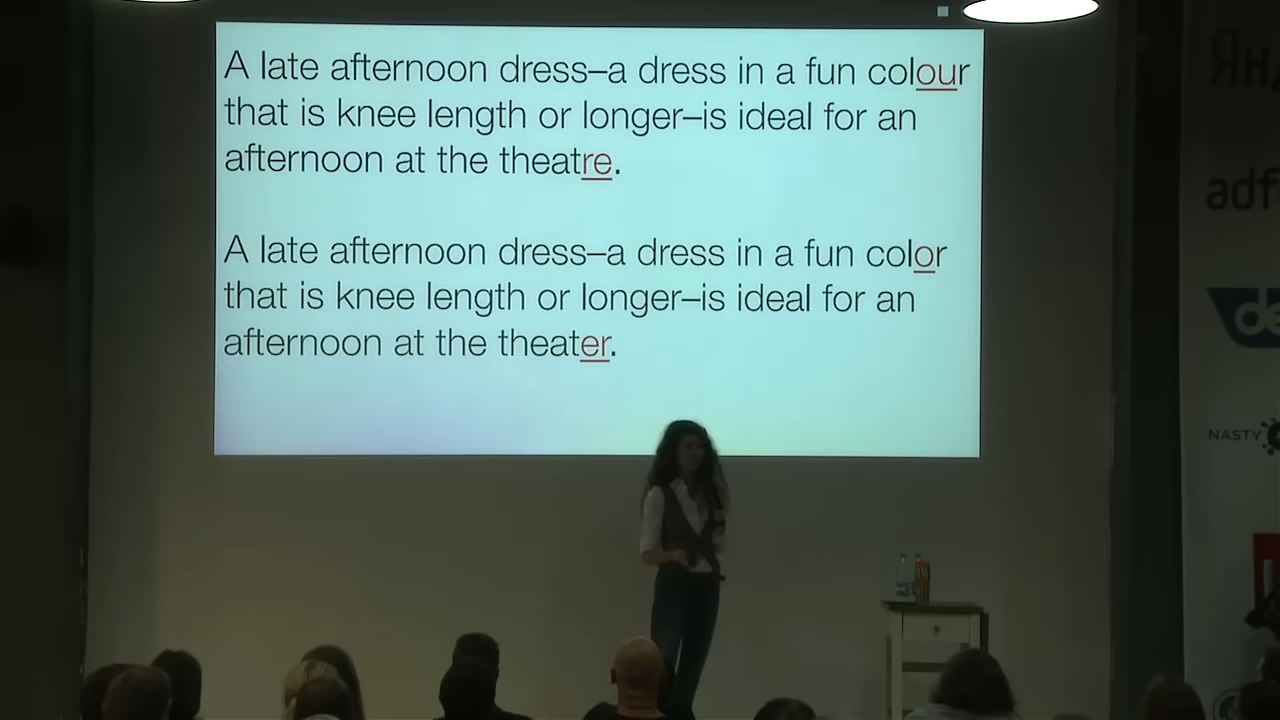 A late afternoon dress–a dress in a fun colour
that is knee length or longer–is ideal for an
afternoon at the theatre.
A late afternoon dress–a dress in a fun color
that is knee length or longer–is ideal for an
afternoon at the theater.
Янд
adf
de
NASTY